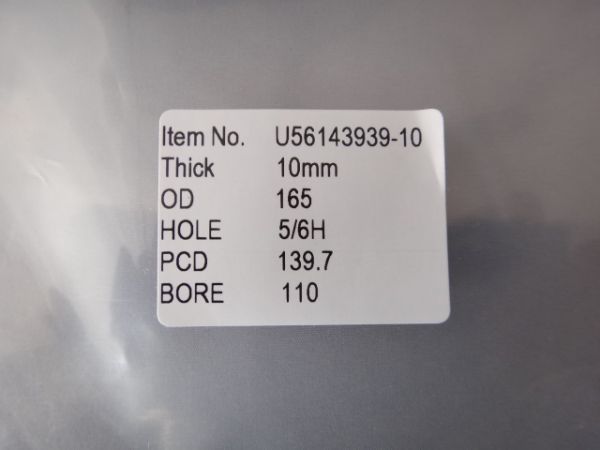 Item No. U56143939-10
Thick 10mm
OD 165
HOLE 5/6H
PCD 139.7
BORE 110